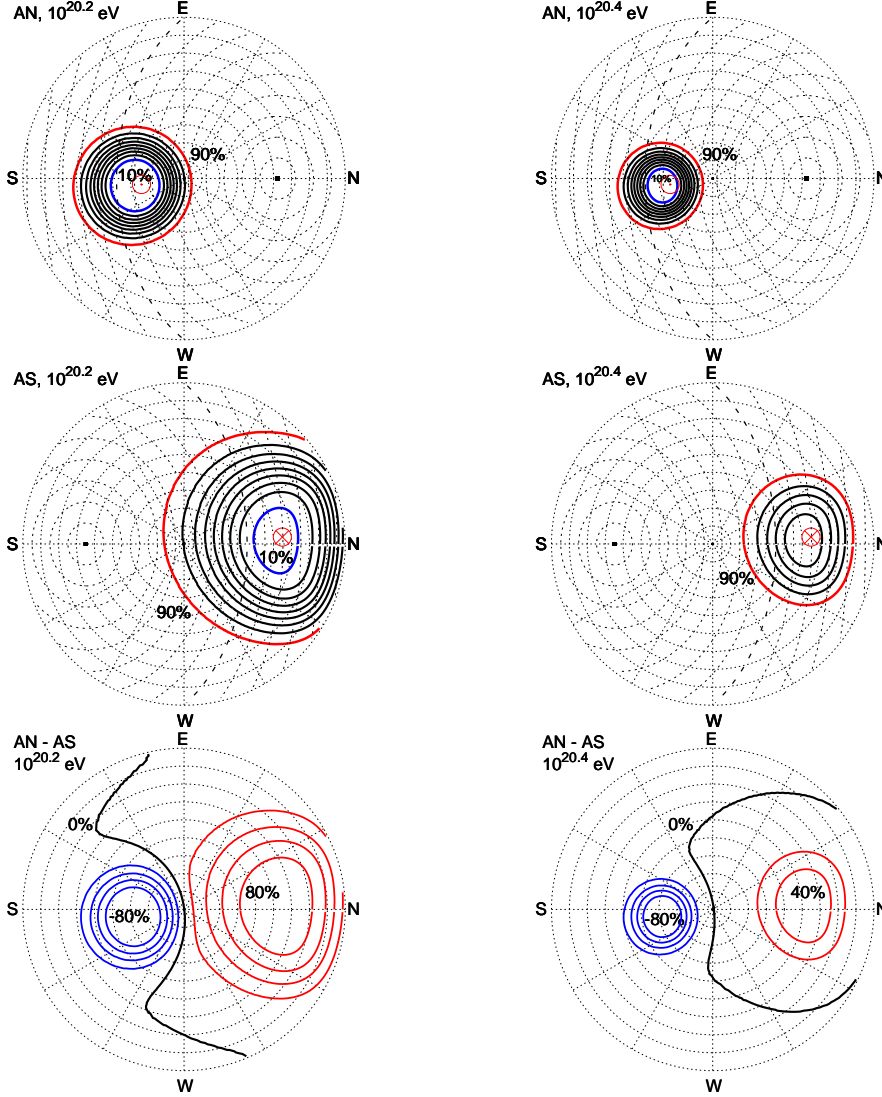 AN, 10^20.2 eV
E
90%
10%
S
N
W
AN, 10^20.4 eV
E
90%
10%
S
N
W
AS, 10^20.2 eV
E
S
N
10%
90%
W
AS, 10^20.4 eV
E
S
N
90%
W
AN - AS
10^20.2 eV
E
0%
80%
S
N
-80%
W
AN - AS
10^20.4 eV
E
0%
40%
S
N
-80%
W